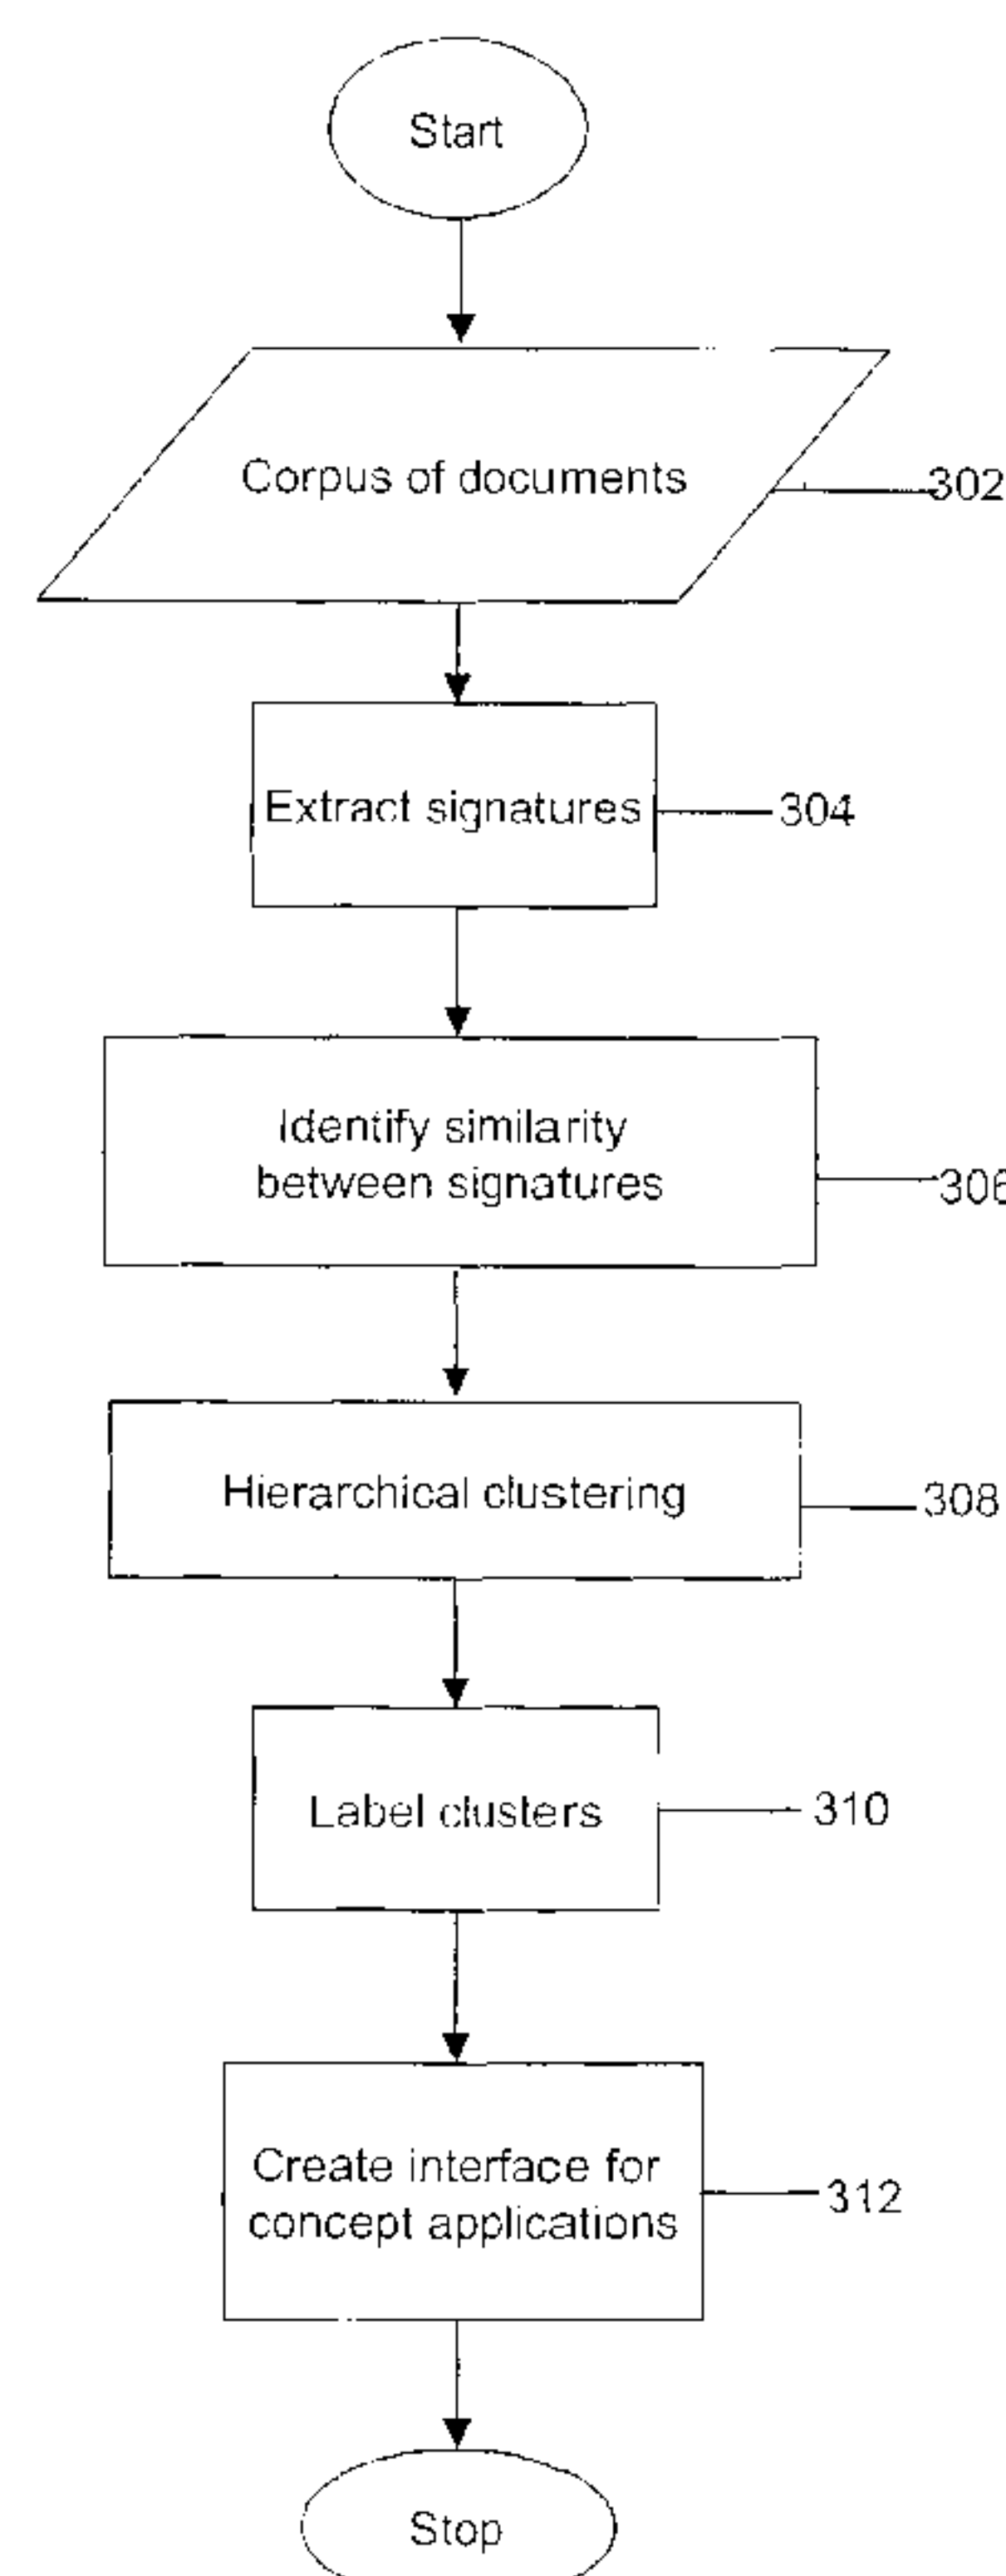 Start
Corpus of documents
302
Extract signatures
304
Identify similarity
between signatures
306
Hierarchical clustering
308
Label clusters
310
Create interface for
concept applications
312
Stop